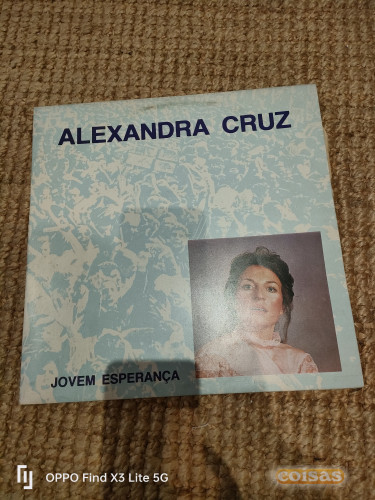 ALEXANDRA CRUZ
JOVEM ESPERANÇA
OPPO Find X3 Lite 5G
coisas